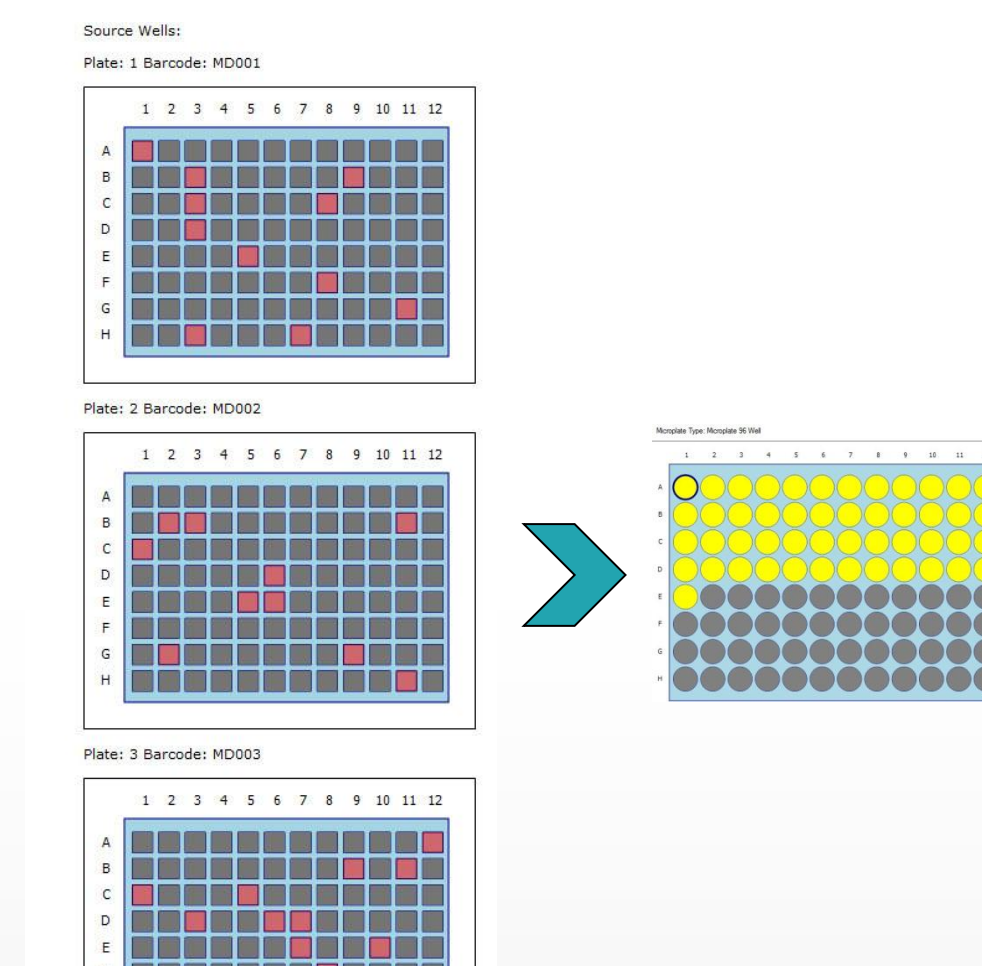 Source Wells:
Plate: 1 Barcode: MD001
1 2 3 4 5 6 7 8 9 10 11 12
A
B
C
D
E
F
G
H
Plate: 2 Barcode: MD002
1 2 3 4 5 6 7 8 9 10 11 12
A
B
C
D
E
F
G
H
Plate: 3 Barcode: MD003
1 2 3 4 5 6 7 8 9 10 11 12
A
B
C
D
E
Microplate Type: Microplate 96 Well
1 2 3 4 5 6 7 8 9 10 11
A
B
C
D
E
F
G
H